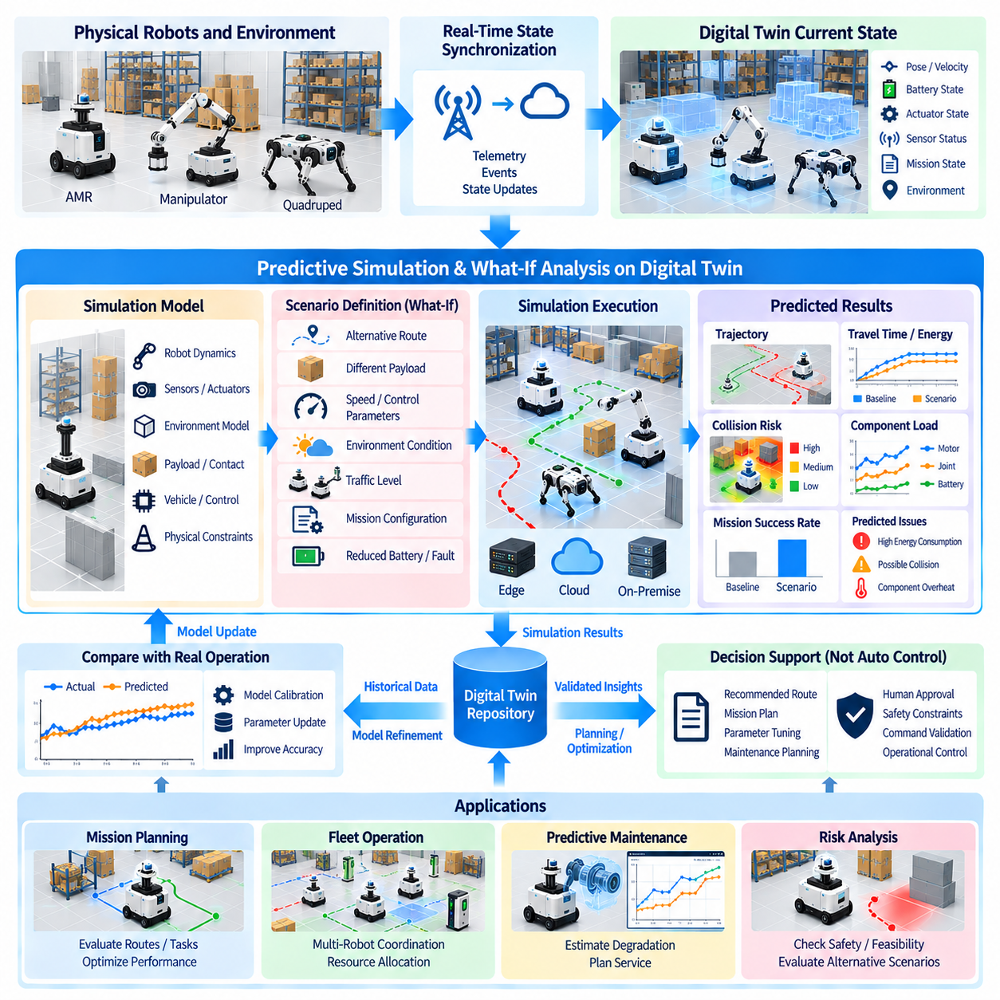 Physical Robots and Environment
AMR
Manipulator
Quadruped
Real-Time State
Synchronization
Telemetry
Events
State Updates
Digital Twin Current State
Pose / Velocity
Battery State
Actuator State
Sensor Status
Mission State
Environment
Predictive Simulation & What-If Analysis on Digital Twin
Simulation Model
Robot Dynamics
Sensors / Actuators
Environment Model
Payload / Contact
Vehicle / Control
Physical Constraints
Scenario Definition (What-If)
Alternative Route
Different Payload
Speed / Control
Parameters
Environment Condition
Traffic Level
Mission Configuration
Reduced Battery / Fault
Simulation Execution
Edge
Cloud
On-Premise
Predicted Results
Trajectory
Travel Time / Energy
Baseline
Scenario
Collision Risk
High
Medium
Low
Component Load
Motor
Joint
Battery
Mission Success Rate
Baseline
Scenario
Predicted Issues
High Energy Consumption
Possible Collision
Component Overheat
Model Update
Simulation Results
Compare with Real Operation
Actual
Predicted
Model Calibration
Parameter Update
Improve Accuracy
Historical Data
Model Refinement
Digital Twin
Repository
Validated Insights
Planning /
Optimization
Decision Support (Not Auto Control)
Recommended Route
Mission Plan
Parameter Tuning
Maintenance Planning
Human Approval
Safety Constraints
Command Validation
Operational Control
Applications
Mission Planning
Evaluate Routes / Tasks
Optimize Performance
Fleet Operation
Multi-Robot Coordination
Resource Allocation
Predictive Maintenance
Estimate Degradation
Plan Service
Risk Analysis
Check Safety / Feasibility
Evaluate Alternative Scenarios